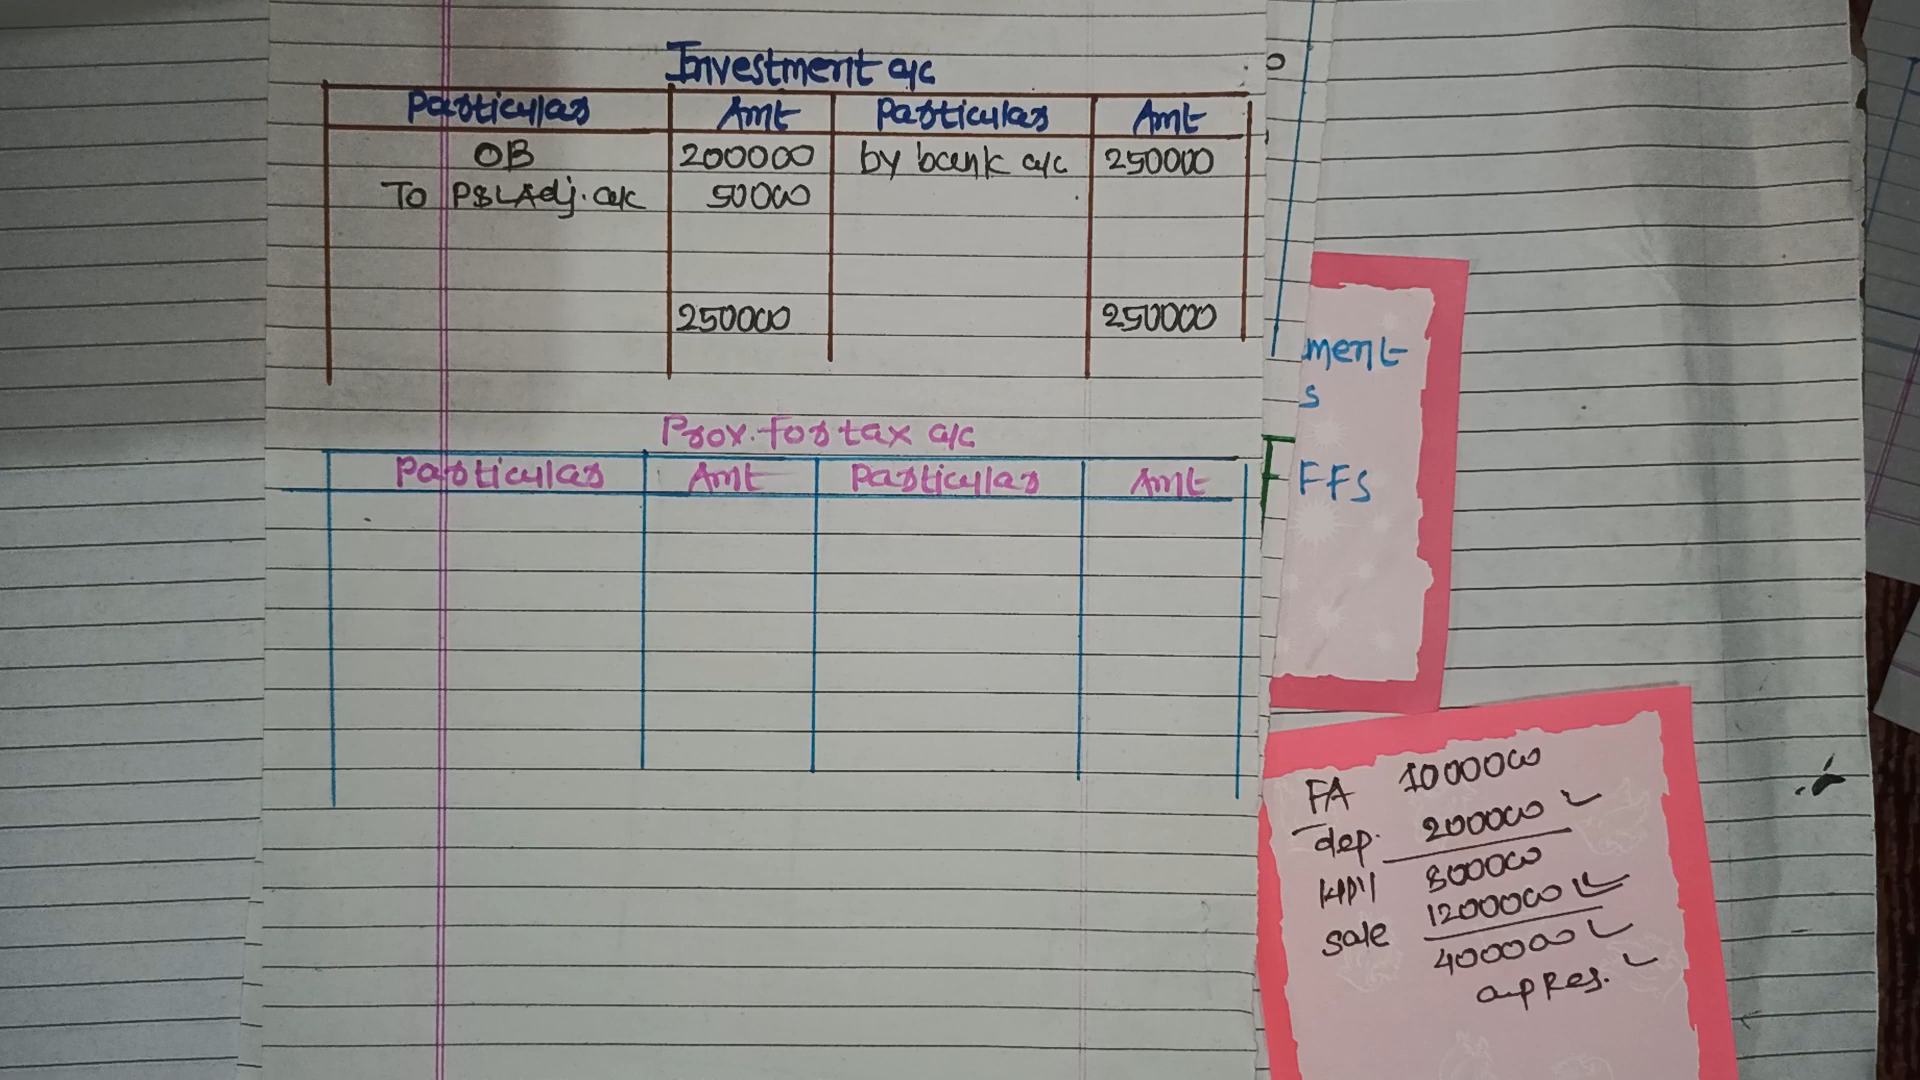 Investment a/c
Particulars Amt Particulars Amt
OB 200000 by bank a/c 250000
To P&L Adj. a/c 50000
250000 250000
Prov. for tax a/c
Particulars Amt Particulars Amt
ment
s
FFS
FA 1000000
dep. 200000
800000
sale 1200000
400000
cap Res.